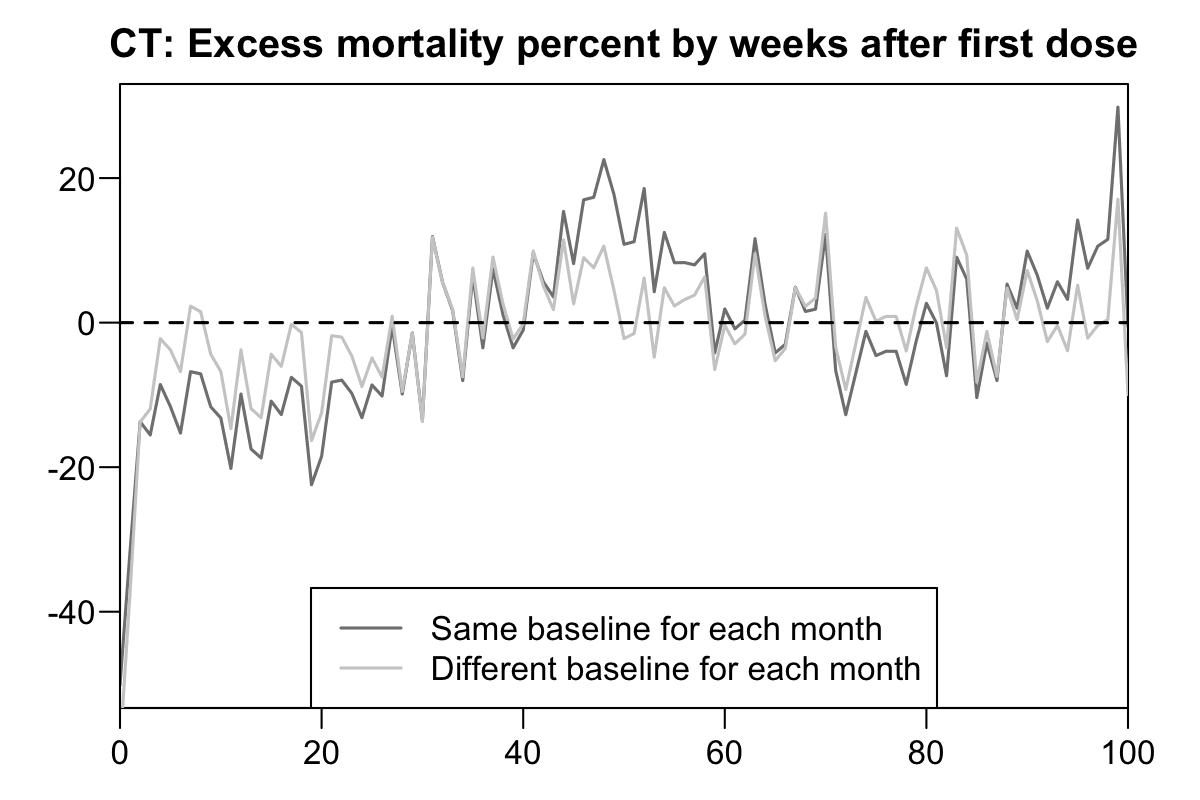 CT: Excess mortality percent by weeks after first dose
20
0
-20
-40
Same baseline for each month
Different baseline for each month
0 20 40 60 80 100